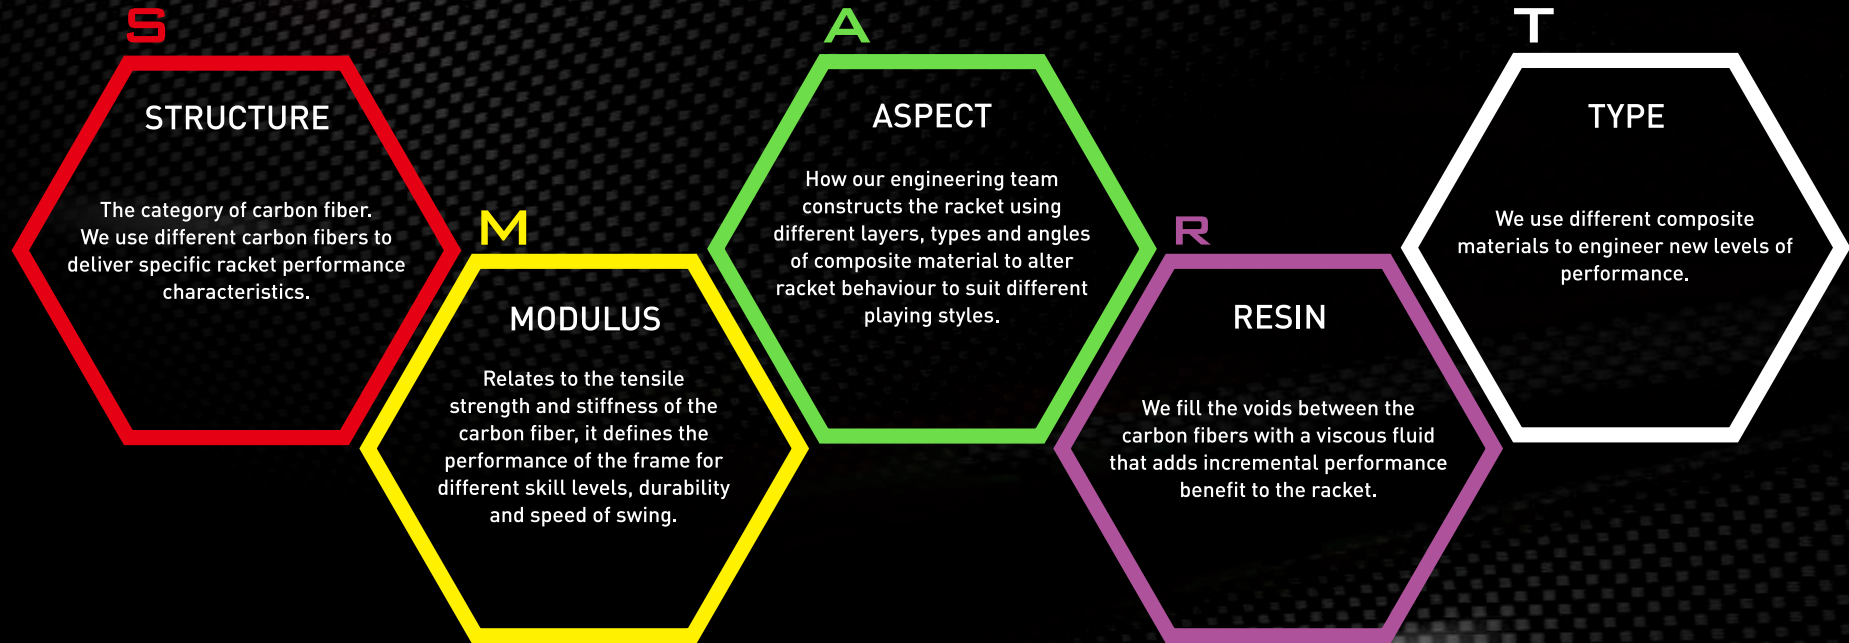 S
STRUCTURE
The category of carbon fiber.
We use different carbon fibers to
deliver specific racket performance
characteristics.
M
MODULUS
Relates to the tensile
strength and stiffness of the
carbon fiber, it defines the
performance of the frame for
different skill levels, durability
and speed of swing.
A
ASPECT
How our engineering team
constructs the racket using
different layers, types and angles
of composite material to alter
racket behaviour to suit different
playing styles.
R
RESIN
We fill the voids between the
carbon fibers with a viscous fluid
that adds incremental performance
benefit to the racket.
T
TYPE
We use different composite
materials to engineer new levels of
performance.